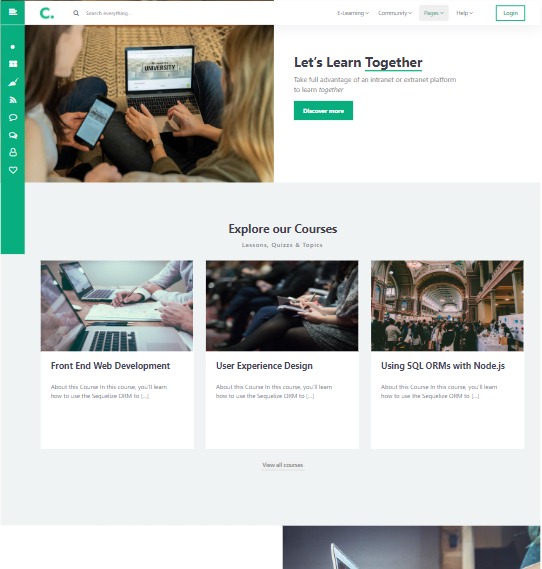 C.
Search everything...
E-Learning
Community
Pages
Help
Login
UNIVERSITY
Let's Learn Together
Take full advantage of an intranet or extranet platform
to learn together
Discover more
Explore our Courses
Lessons, Quizzs & Topics
Front End Web Development
About this Course In this course, you'll learn
how to use the Sequelize ORM to [...]
User Experience Design
About this Course In this course, you'll learn
how to use the Sequelize ORM to [...]
Using SQL ORMs with Node.js
About this Course In this course, you'll learn
how to use the Sequelize ORM to [...]
View all courses